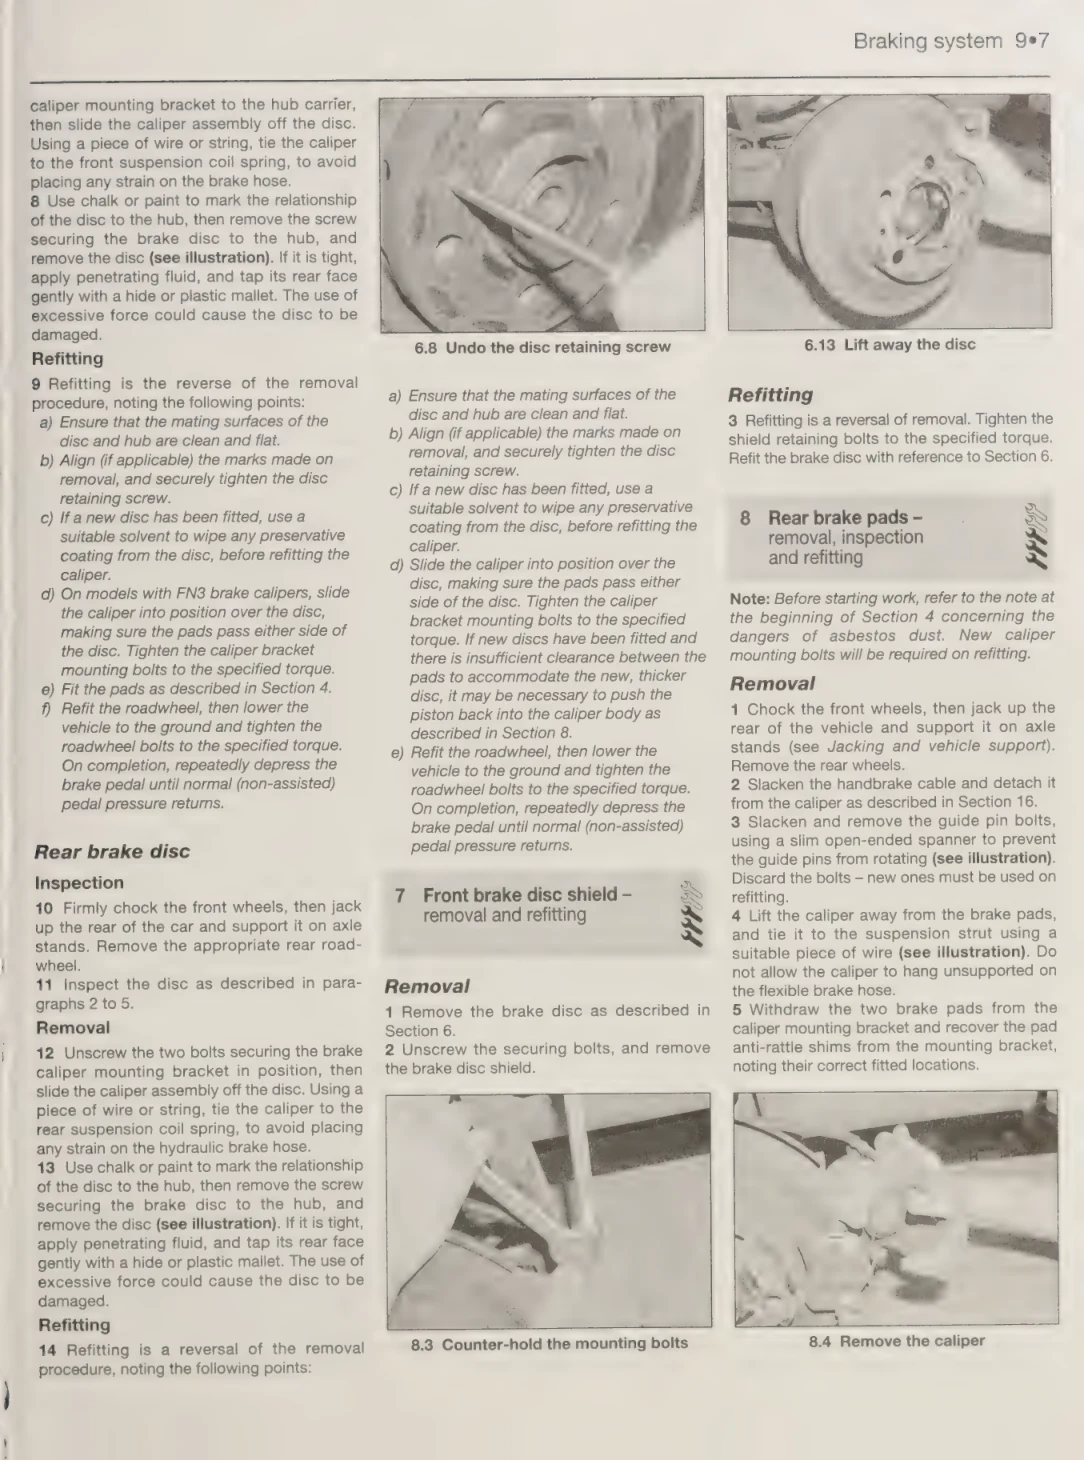 Braking system 9•7
caliper mounting bracket to the hub carrier,
then slide the caliper assembly off the disc.
Using a piece of wire or string, tie the caliper
to the front suspension coil spring, to avoid
placing any strain on the brake hose.
8 Use chalk or paint to mark the relationship
of the disc to the hub, then remove the screw
securing the brake disc to the hub, and
remove the disc (see illustration). If it is tight,
apply penetrating fluid, and tap its rear face
gently with a hide or plastic mallet. The use of
excessive force could cause the disc to be
damaged.
Refitting
9 Refitting is the reverse of the removal
procedure, noting the following points:
a) Ensure that the mating surfaces of the
disc and hub are clean and flat.
b) Align (if applicable) the marks made on
removal, and securely tighten the disc
retaining screw.
c) If a new disc has been fitted, use a
suitable solvent to wipe any preservative
coating from the disc, before refitting the
caliper.
d) On models with FN3 brake calipers, slide
the caliper into position over the disc,
making sure the pads pass either side of
the disc. Tighten the caliper bracket
mounting bolts to the specified torque.
e) Fit the pads as described in Section 4.
f) Refit the roadwheel, then lower the
vehicle to the ground and tighten the
roadwheel bolts to the specified torque.
On completion, repeatedly depress the
brake pedal until normal (non-assisted)
pedal pressure returns.
Rear brake disc
Inspection
10 Firmly chock the front wheels, then jack
up the rear of the car and support it on axle
stands. Remove the appropriate rear road-
wheel.
11 Inspect the disc as described in para-
graphs 2 to 5.
Removal
12 Unscrew the two bolts securing the brake
caliper mounting bracket in position, then
slide the caliper assembly off the disc. Using a
piece of wire or string, tie the caliper to the
rear suspension coil spring, to avoid placing
any strain on the hydraulic brake hose.
13 Use chalk or paint to mark the relationship
of the disc to the hub, then remove the screw
securing the brake disc to the hub, and
remove the disc (see illustration). If it is tight,
apply penetrating fluid, and tap its rear face
gently with a hide or plastic mallet. The use of
excessive force could cause the disc to be
damaged.
Refitting
14 Refitting is a reversal of the removal
procedure, noting the following points:
6.8 Undo the disc retaining screw
a) Ensure that the mating surfaces of the
disc and hub are clean and flat.
b) Align (if applicable) the marks made on
removal, and securely tighten the disc
retaining screw.
c) If a new disc has been fitted, use a
suitable solvent to wipe any preservative
coating from the disc, before refitting the
caliper.
d) Slide the caliper into position over the
disc, making sure the pads pass either
side of the disc. Tighten the caliper
bracket mounting bolts to the specified
torque. If new discs have been fitted and
there is insufficient clearance between the
pads to accommodate the new, thicker
disc, it may be necessary to push the
piston back into the caliper body as
described in Section 8.
e) Refit the roadwheel, then lower the
vehicle to the ground and tighten the
roadwheel bolts to the specified torque.
On completion, repeatedly depress the
brake pedal until normal (non-assisted)
pedal pressure returns.
7 Front brake disc shield –
removal and refitting
Removal
1 Remove the brake disc as described in
Section 6.
2 Unscrew the securing bolts, and remove
the brake disc shield.
8.3 Counter-hold the mounting bolts
6.13 Lift away the disc
Refitting
3 Refitting is a reversal of removal. Tighten the
shield retaining bolts to the specified torque.
Refit the brake disc with reference to Section 6.
8 Rear brake pads –
removal, inspection
and refitting
Note: Before starting work, refer to the note at
the beginning of Section 4 concerning the
dangers of asbestos dust. New caliper
mounting bolts will be required on refitting.
Removal
1 Chock the front wheels, then jack up the
rear of the vehicle and support it on axle
stands (see Jacking and vehicle support).
Remove the rear wheels.
2 Slacken the handbrake cable and detach it
from the caliper as described in Section 16.
3 Slacken and remove the guide pin bolts,
using a slim open-ended spanner to prevent
the guide pins from rotating (see illustration).
Discard the bolts – new ones must be used on
refitting.
4 Lift the caliper away from the brake pads,
and tie it to the suspension strut using a
suitable piece of wire (see illustration). Do
not allow the caliper to hang unsupported on
the flexible brake hose.
5 Withdraw the two brake pads from the
caliper mounting bracket and recover the pad
anti-rattle shims from the mounting bracket,
noting their correct fitted locations.
8.4 Remove the caliper